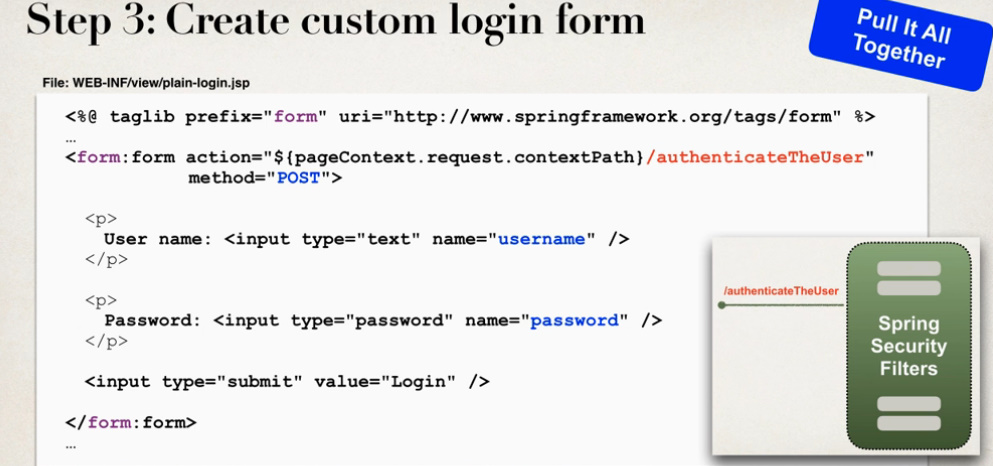 Step 3: Create custom login form
Pull It All
Together
File: WEB-INF/view/plain-login.jsp
<%@ taglib prefix="form" uri="http://www.springframework.org/tags/form" %>
…
<form:form action="${pageContext.request.contextPath}/authenticateTheUser"
method="POST">
<p>
User name: <input type="text" name="username" />
</p>
<p>
Password: <input type="password" name="password" />
</p>
<input type="submit" value="Login" />
</form:form>
…
/authenticateTheUser
Spring
Security
Filters